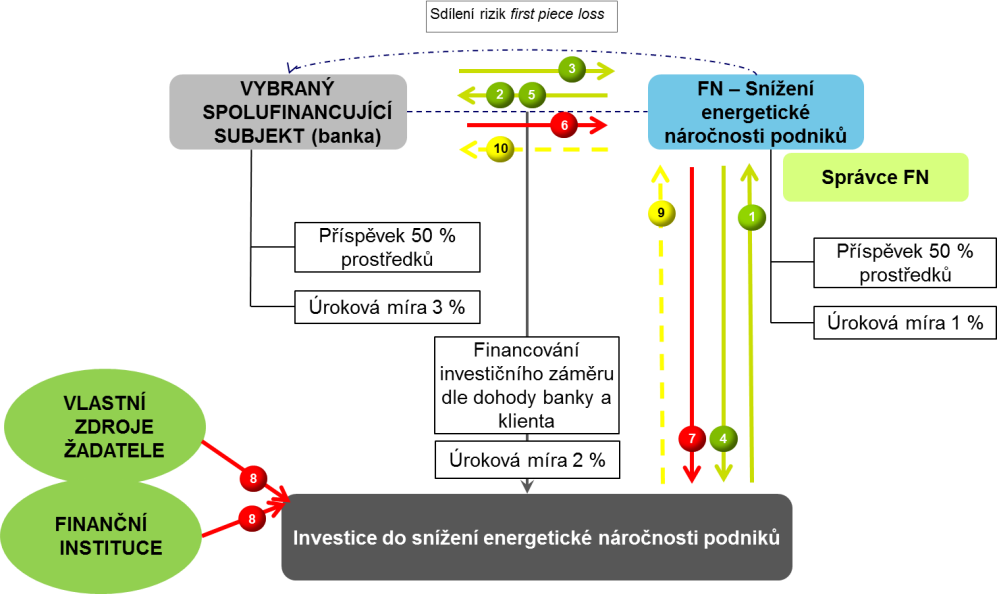 Sdílení rizik first piece loss
VYBRANÝ
SPOLUFINANCUJÍCÍ
SUBJEKT (banka)
3
2
5
6
10
FN – Snížení
energetické
náročnosti podniků
Správce FN
9
1
Příspěvek 50 %
prostředků
Úroková míra 3 %
Příspěvek 50 %
prostředků
Úroková míra 1 %
Financování
investičního záměru
dle dohody banky a
klienta
Úroková míra 2 %
7
4
VLASTNÍ
ZDROJE
ŽADATELE
8
8
FINANČNÍ
INSTITUCE
Investice do snížení energetické náročnosti podniků